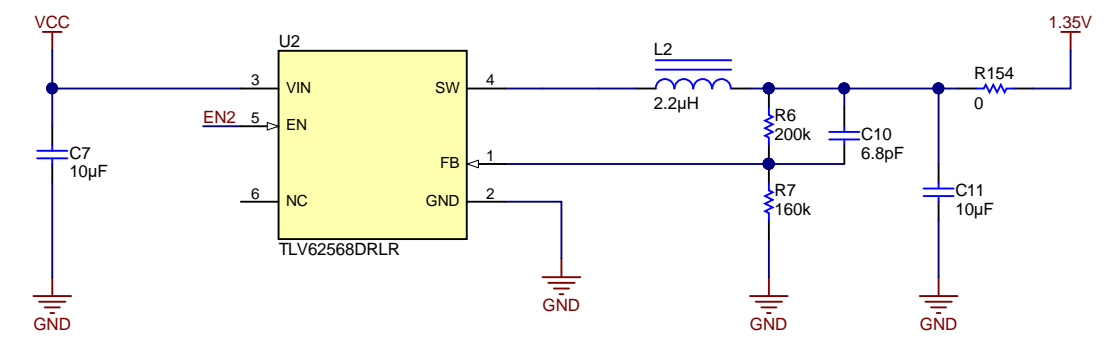 VCC
1.35V
U2
L2
3
VIN
SW
4
R154
2.2µH
0
EN2
5
EN
R6
200k
C10
6.8pF
C7
10µF
FB
1
6
NC
GND
2
R7
160k
C11
10µF
TLV62568DRLR
GND
GND
GND
GND